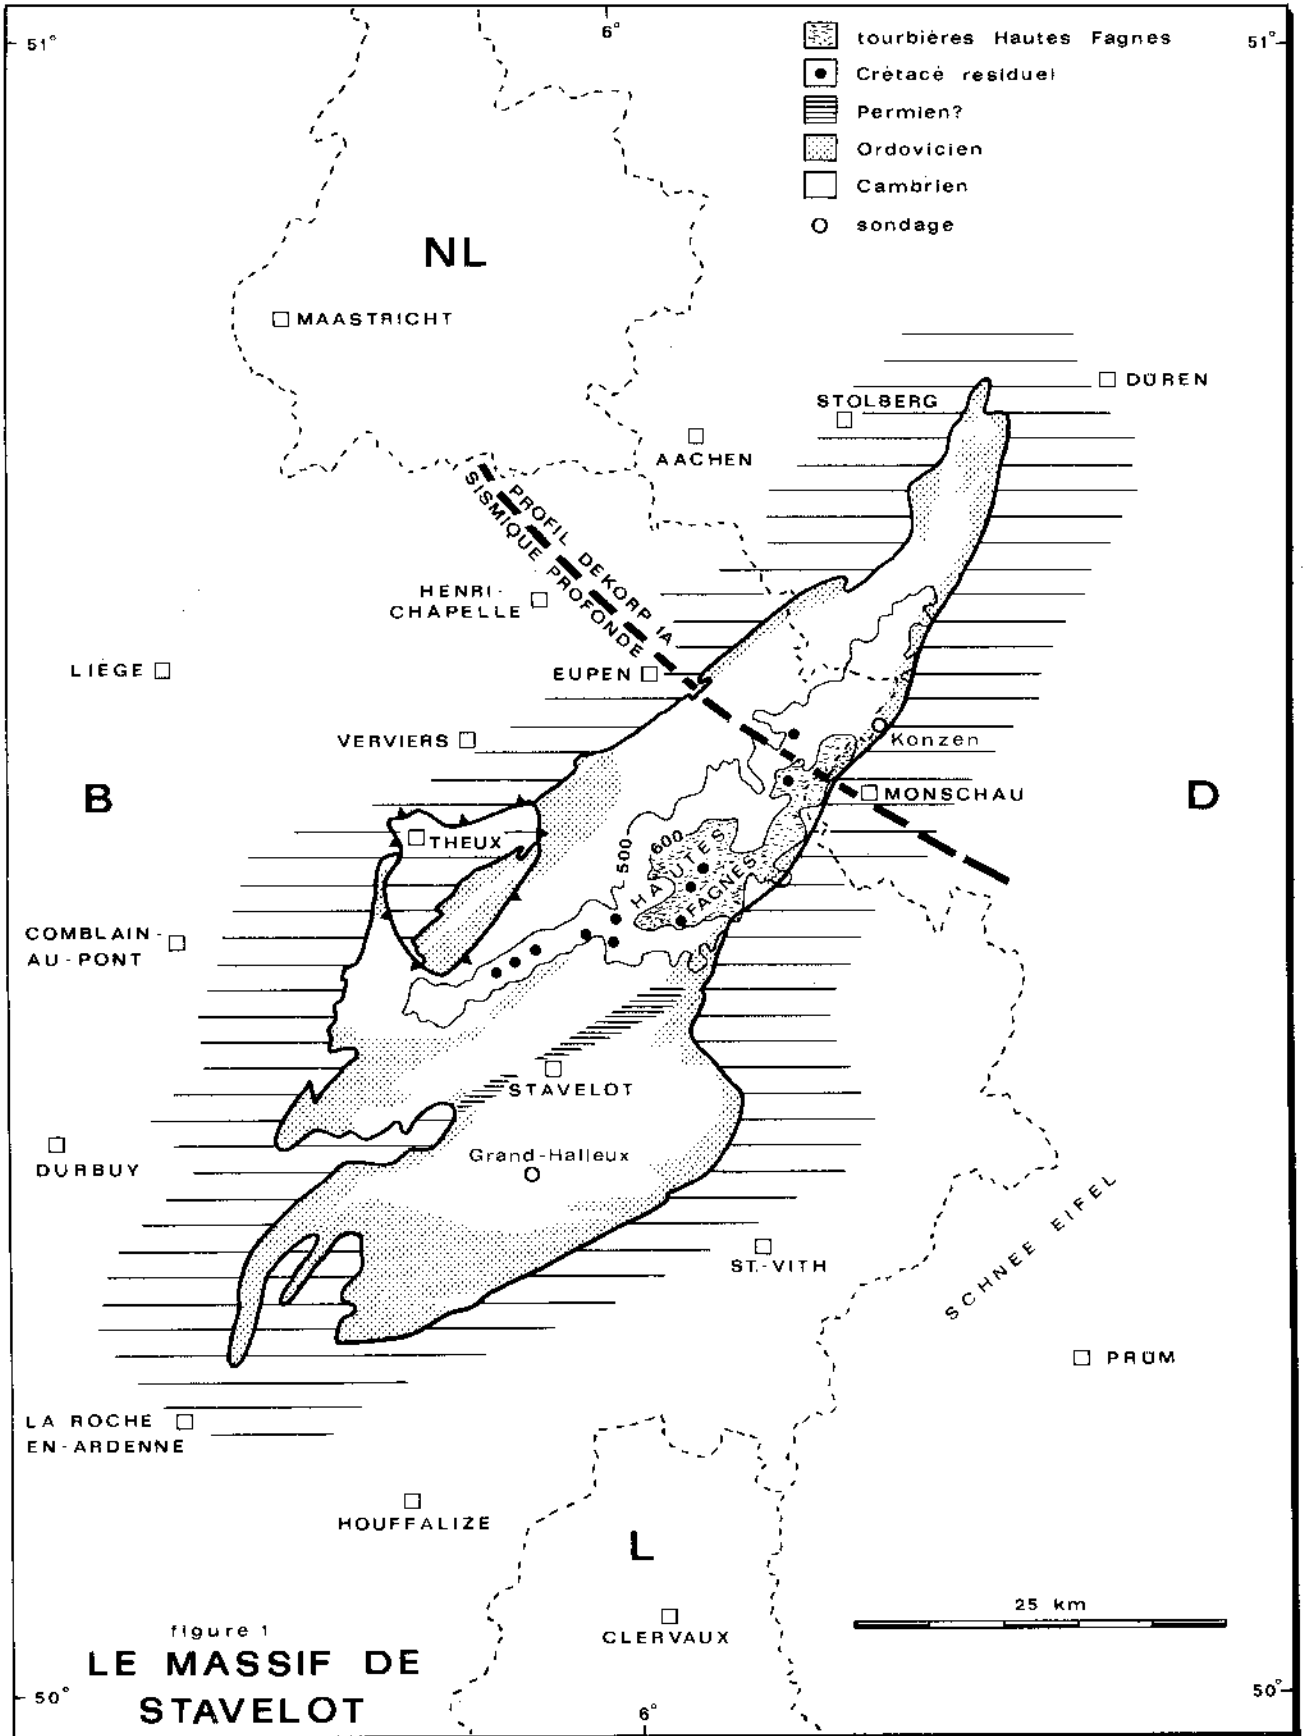 6°
51°
51°
tourbières Hautes Fagnes
Crétacé residuel
Permien?
Ordovicien
Cambrien
sondage
NL
MAASTRICHT
DÜREN
STOLBERG
AACHEN
PROFIL DEKORP 1A
SISMIQUE PROFONDE
HENRI-
CHAPELLE
LIÈGE
EUPEN
VERVIERS
Konzen
B
D
MONSCHAU
THEUX
500
600
HAUTES
FAGNES
COMBLAIN-
AU-PONT
STAVELOT
DURBUY
Grand-Halleux
SCHNEE EIFEL
ST.-VITH
PRÜM
LA ROCHE
EN-ARDENNE
HOUFFALIZE
L
25 km
CLERVAUX
figure 1
LE MASSIF DE
STAVELOT
50°
6°
50°